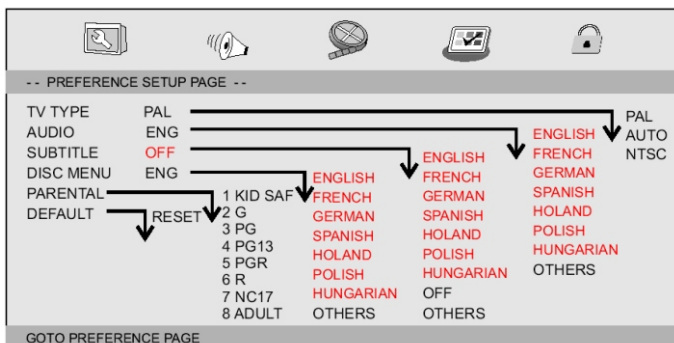 -- PREFERENCE SETUP PAGE --
TV TYPE PAL
AUDIO ENG
SUBTITLE OFF
DISC MENU ENG
PARENTAL
DEFAULT RESET
1 KID SAF
2 G
3 PG
4 PG13
5 PGR
6 R
7 NC17
8 ADULT
ENGLISH
FRENCH
GERMAN
SPANISH
HOLAND
POLISH
HUNGARIAN
OTHERS
ENGLISH
FRENCH
GERMAN
SPANISH
HOLAND
POLISH
HUNGARIAN
OFF
OTHERS
ENGLISH
FRENCH
GERMAN
SPANISH
HOLAND
POLISH
HUNGARIAN
OTHERS
PAL
AUTO
NTSC
GOTO PREFERENCE PAGE